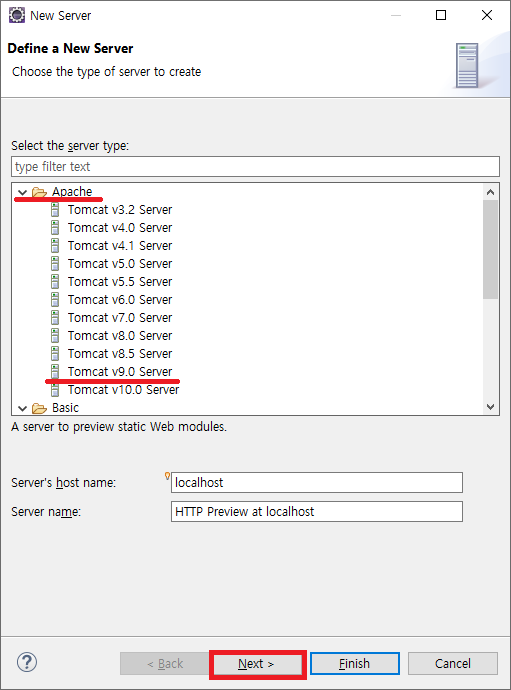 New Server
Define a New Server
Choose the type of server to create
Select the server type:
type filter text
Apache
Tomcat v3.2 Server
Tomcat v4.0 Server
Tomcat v4.1 Server
Tomcat v5.0 Server
Tomcat v5.5 Server
Tomcat v6.0 Server
Tomcat v7.0 Server
Tomcat v8.0 Server
Tomcat v8.5 Server
Tomcat v9.0 Server
Tomcat v10.0 Server
Basic
A server to preview static Web modules.
Server's host name: localhost
Server name: HTTP Preview at localhost
? < Back Next > Finish Cancel